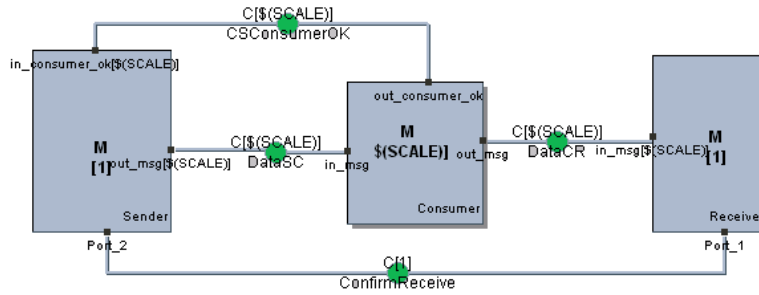 C[$(SCALE)]
CSConsumerOK
in_consumer_ok[$(SCALE)]
out_consumer_ok
M
[1]
out_msg[$(SCALE)]
Sender
Port_2
C[$(SCALE)]
DataSC
in_msg
M
$(SCALE)]
out_msg
Consumer
C[$(SCALE)]
DataCR
in_msg[$(SCALE)]
M
[1]
Receive
Port_1
C[1]
ConfirmReceive